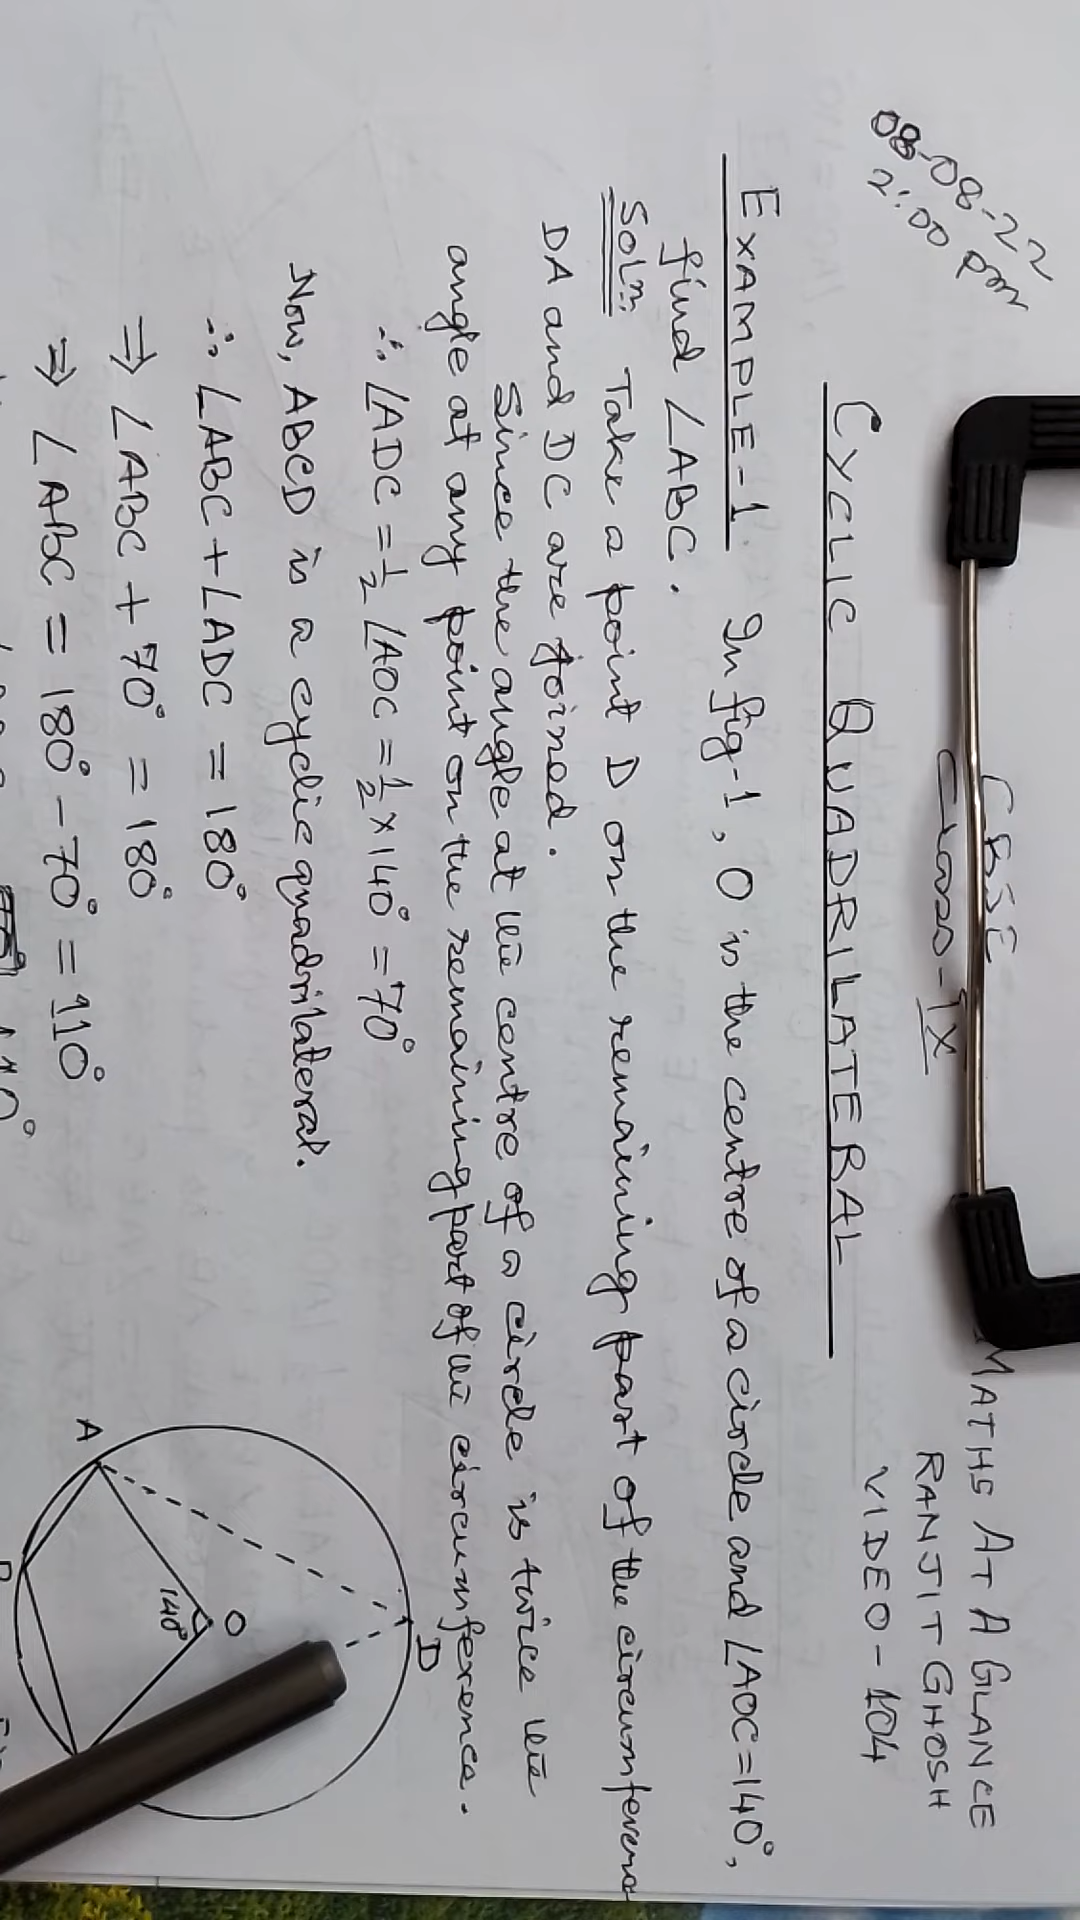 08-08-22
2:00 pm
CBSE
Class-IX
MATHS AT A GLANCE
RANJIT GHOSH
VIDEO-104
CYCLIC QUADRILATERAL
EXAMPLE-1 In fig-1, O is the centre of a circle and ∠AOC=140°,
find ∠ABC.
Soln: Take a point D on the remaining part of the circumference
DA and DC are joined.
Since the angle at the centre of a circle is twice the
angle at any point on the remaining part of the circumference.
∴ ∠ADC = 1/2 ∠AOC = 1/2 × 140° = 70°
Now, ABCD is a cyclic quadrilateral.
∴ ∠ABC + ∠ADC = 180°
⇒ ∠ABC + 70° = 180°
⇒ ∠ABC = 180° - 70° = 110°
D
O
140°
A
B